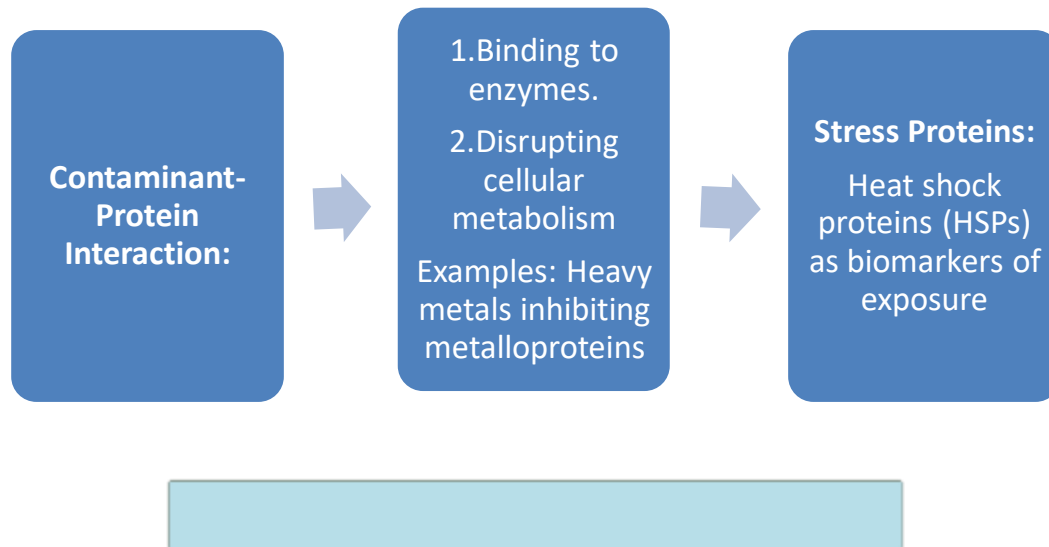 Contaminant-
Protein
Interaction:
1.Binding to
enzymes.
2.Disrupting
cellular
metabolism
Examples: Heavy
metals inhibiting
metalloproteins
Stress Proteins:
Heat shock
proteins (HSPs)
as biomarkers of
exposure